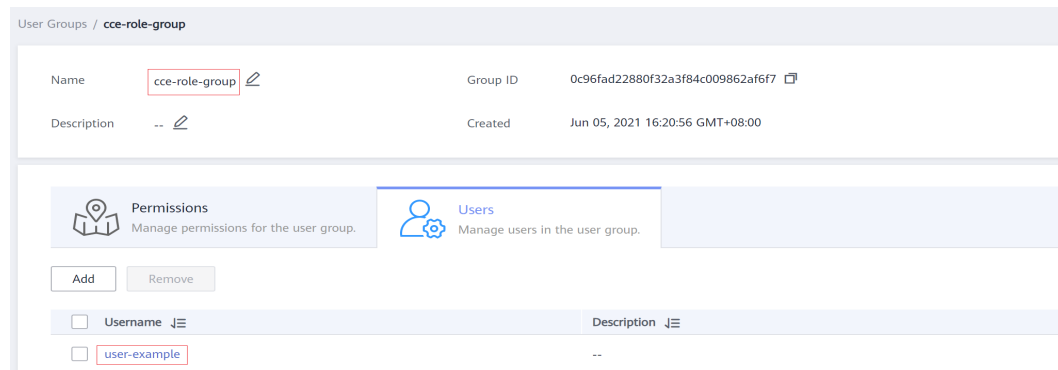 User Groups / cce-role-group
Name cce-role-group Group ID 0c96fad22880f32a3f84c009862af6f7
Description -- Created Jun 05, 2021 16:20:56 GMT+08:00
Permissions Users
Manage permissions for the user group. Manage users in the user group.
Add Remove
Username Description
user-example --